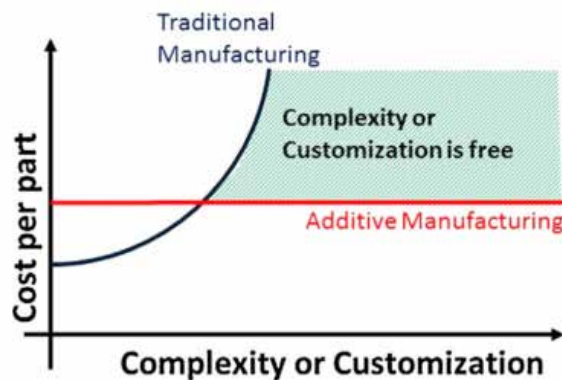 Traditional
Manufacturing
Complexity or
Customization is free
Additive Manufacturing
Cost per part
Complexity or Customization